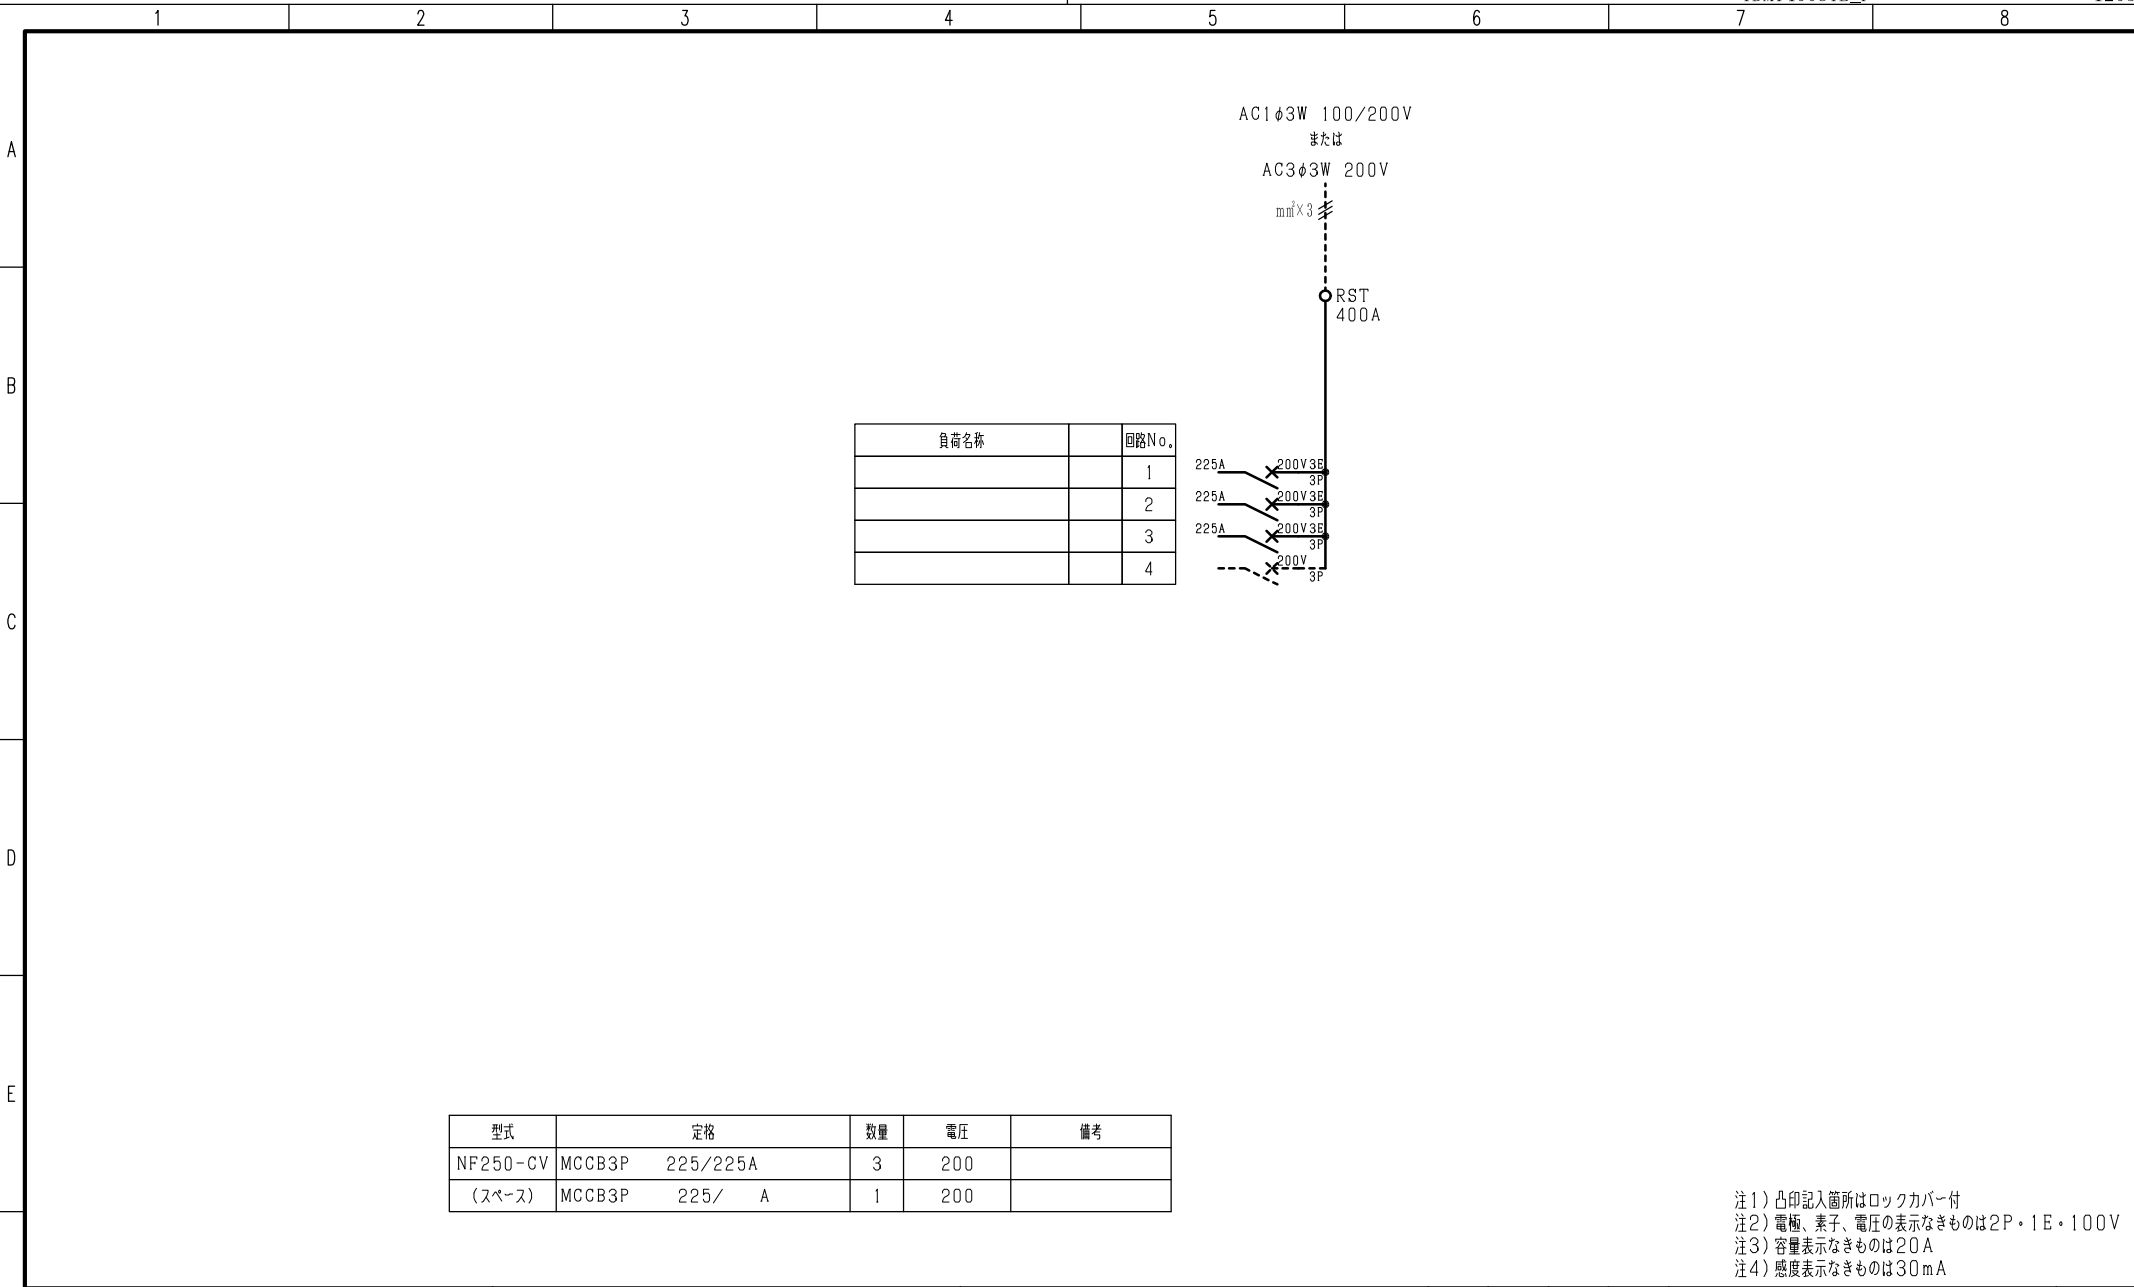 1 2 3 4 5 6 7 8
A
B
C
D
E
AC1φ3W 100/200V
または
AC3φ3W 200V
mm²×3
RST
400A
負荷名称 回路No。
1
2
3
4
225A 200V3E
3P
225A 200V3E
3P
225A 200V3E
3P
200V
3P
型式 定格 数量 電圧 備考
NF250-CV MCCB3P 225/225A 3 200
(スペース) MCCB3P 225/ A 1 200
注1)凸印記入箇所はロックカバー付
注2)電極、素子、電圧の表示なきものは2P・1E・100V
注3)容量表示なきものは20A
注4)感度表示なきものは30mA